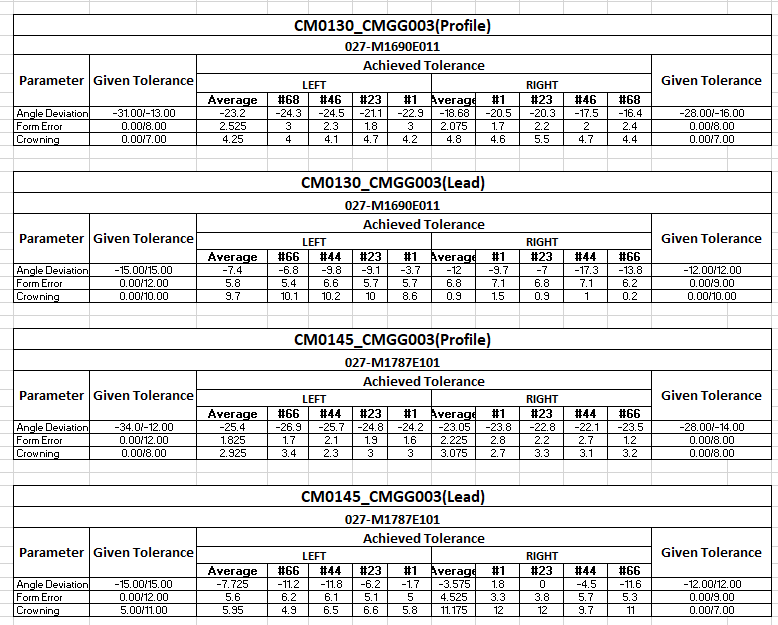 CM0130_CMGG003(Profile)
027-M1690E011
Parameter Given Tolerance Achieved Tolerance Given Tolerance
LEFT RIGHT
Average #68 #46 #23 #1 Average #1 #23 #46 #68
Angle Deviation -31.00/-13.00 -23.2 -24.3 -24.5 -21.1 -22.9 -18.68 -20.5 -20.3 -17.5 -16.4 -28.00/-16.00
Form Error 0.00/8.00 2.525 3 2.3 1.8 3 2.075 1.7 2.2 2 2.4 0.00/8.00
Crowning 0.00/7.00 4.25 4 4.1 4.7 4.2 4.8 4.6 5.5 4.7 4.4 0.00/7.00
CM0130_CMGG003(Lead)
027-M1690E011
Parameter Given Tolerance Achieved Tolerance Given Tolerance
LEFT RIGHT
Average #66 #44 #23 #1 Average #1 #23 #44 #66
Angle Deviation -15.00/15.00 -7.4 -6.8 -9.8 -9.1 -3.7 -12 -9.7 -7 -17.3 -13.8 -12.00/12.00
Form Error 0.00/12.00 5.8 5.4 6.6 5.7 5.7 6.8 7.1 6.8 7.1 6.2 0.00/9.00
Crowning 0.00/10.00 9.7 10.1 10.2 10 8.6 0.9 1.5 0.9 1 0.2 0.00/10.00
CM0145_CMGG003(Profile)
027-M1787E101
Parameter Given Tolerance Achieved Tolerance Given Tolerance
LEFT RIGHT
Average #66 #44 #23 #1 Average #1 #23 #44 #66
Angle Deviation -34.0/-12.00 -25.4 -26.9 -25.7 -24.8 -24.2 -23.05 -23.8 -22.8 -22.1 -23.5 -28.00/-14.00
Form Error 0.00/12.00 1.825 1.7 2.1 1.9 1.6 2.225 2.8 2.2 2.7 1.2 0.00/8.00
Crowning 0.00/8.00 2.925 3.4 2.3 3 3 3.075 2.7 3.3 3.1 3.2 0.00/8.00
CM0145_CMGG003(Lead)
027-M1787E101
Parameter Given Tolerance Achieved Tolerance Given Tolerance
LEFT RIGHT
Average #66 #44 #23 #1 Average #1 #23 #44 #66
Angle Deviation -15.00/15.00 -7.725 -11.2 -11.8 -6.2 -1.7 -3.575 1.8 0 -4.5 -11.6 -12.00/12.00
Form Error 0.00/12.00 5.6 6.2 6.1 5.1 5 4.525 3.3 3.8 5.7 5.3 0.00/9.00
Crowning 5.00/11.00 5.95 4.9 6.5 6.6 5.8 11.175 12 12 9.7 11 0.00/7.00